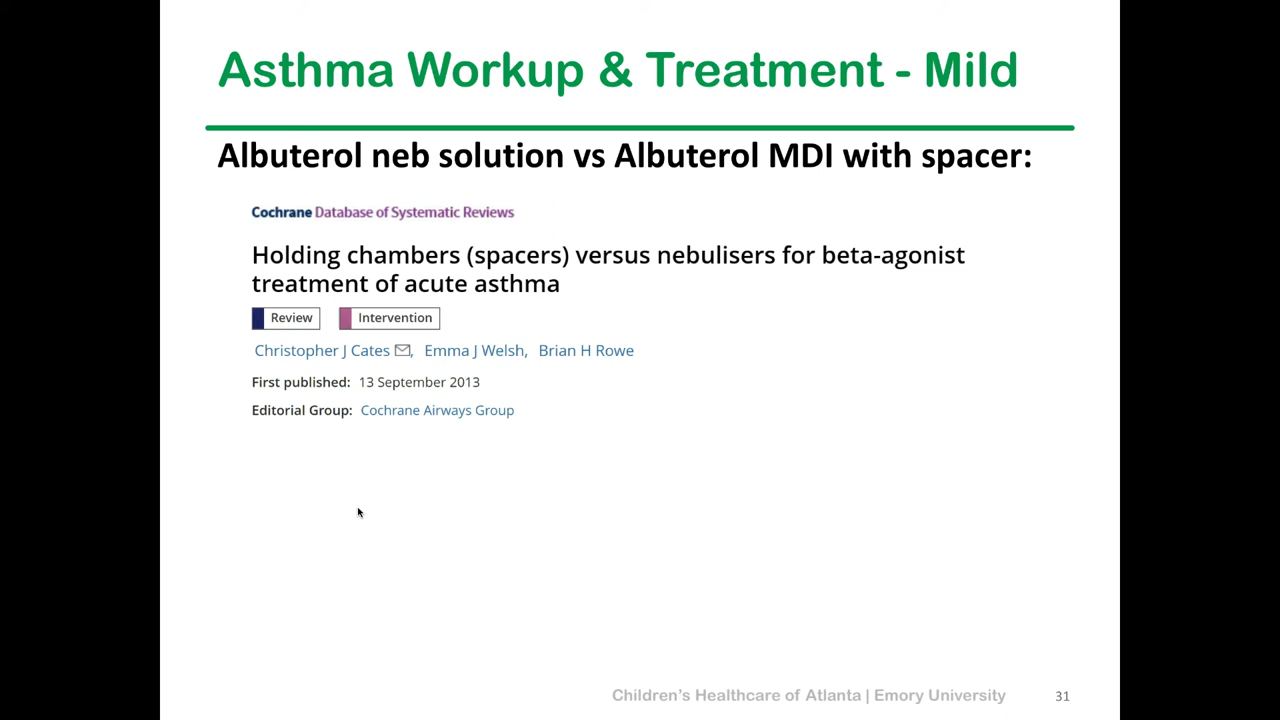 Asthma Workup & Treatment - Mild
Albuterol neb solution vs Albuterol MDI with spacer:
Cochrane Database of Systematic Reviews
Holding chambers (spacers) versus nebulisers for beta-agonist
treatment of acute asthma
Review Intervention
Christopher J Cates, Emma J Welsh, Brian H Rowe
First published: 13 September 2013
Editorial Group: Cochrane Airways Group
Children's Healthcare of Atlanta | Emory University 31